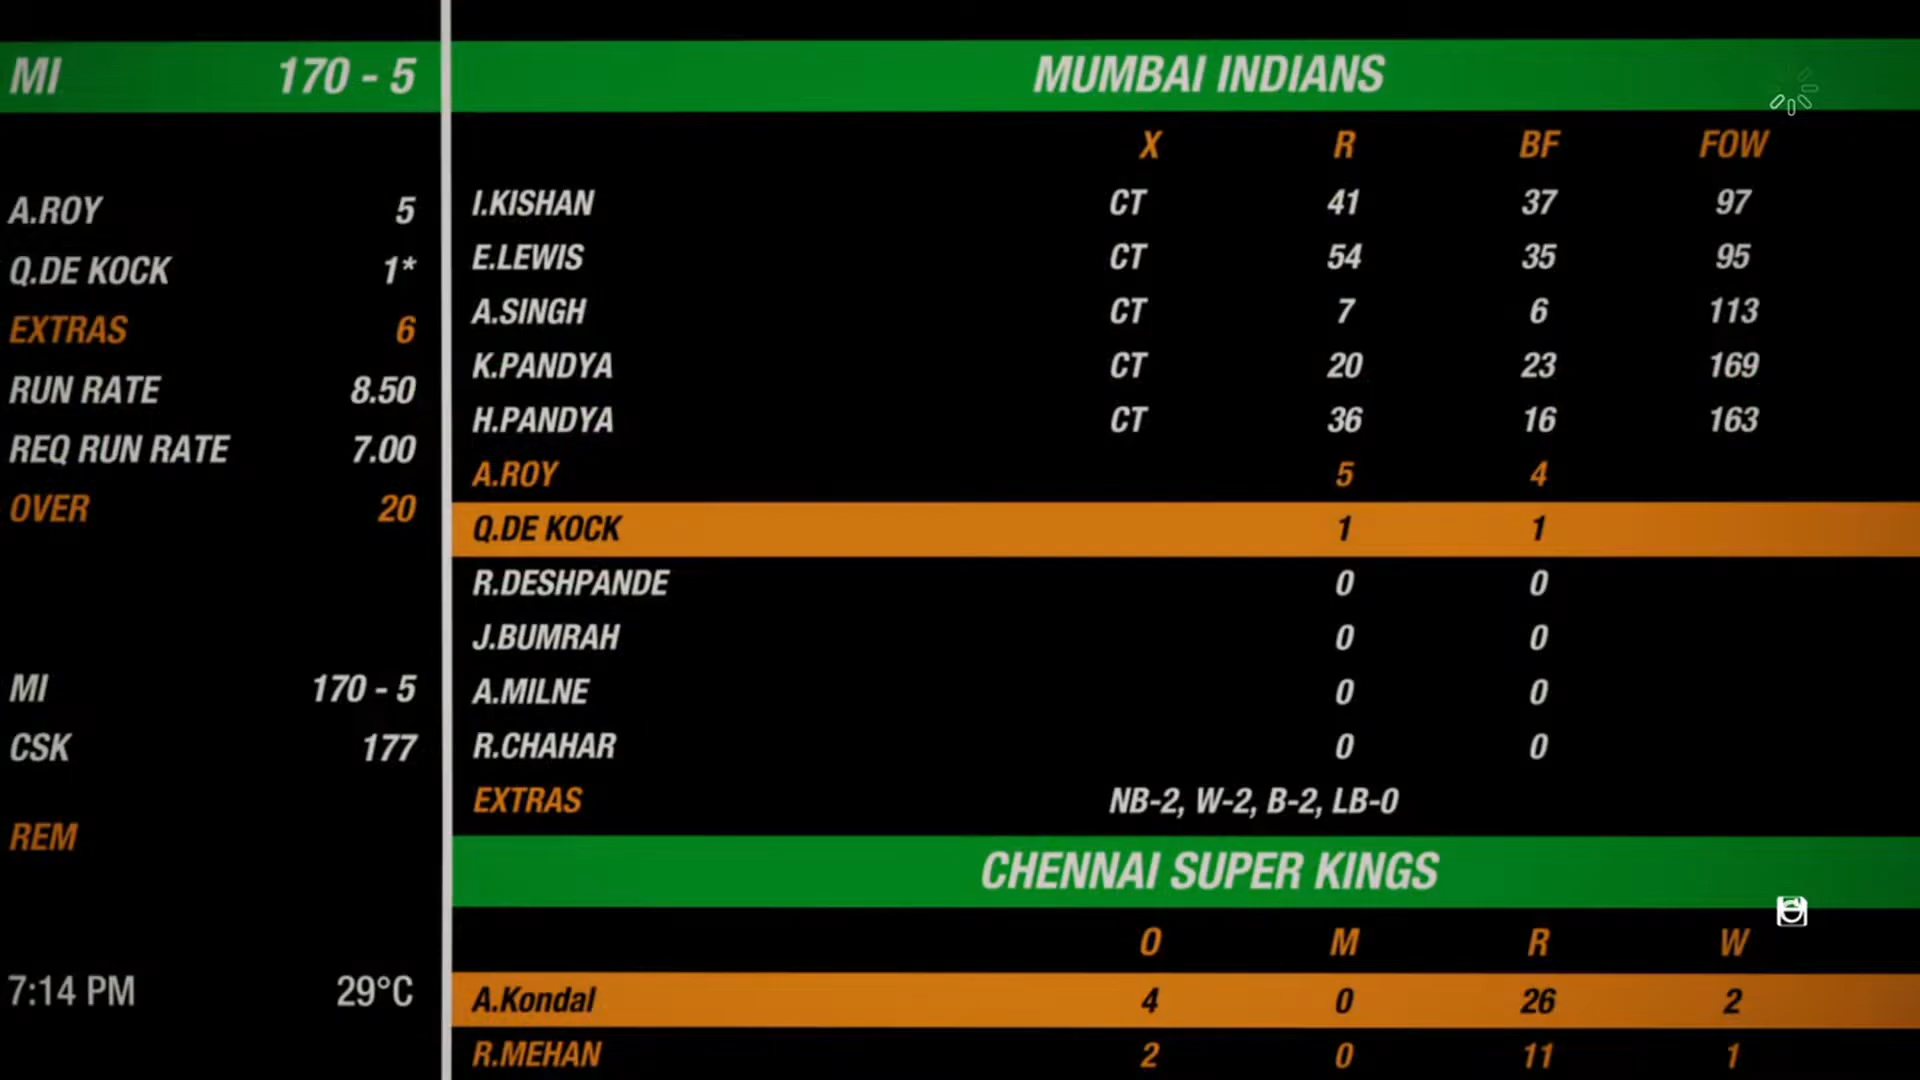 MI 170 - 5
A.ROY 5
Q.DE KOCK 1*
EXTRAS 6
RUN RATE 8.50
REQ RUN RATE 7.00
OVER 20
MI 170 - 5
CSK 177
REM
7:14 PM 29°C
MUMBAI INDIANS
X R BF FOW
I.KISHAN CT 41 37 97
E.LEWIS CT 54 35 95
A.SINGH CT 7 6 113
K.PANDYA CT 20 23 169
H.PANDYA CT 36 16 163
A.ROY 5 4
Q.DE KOCK 1 1
R.DESHPANDE 0 0
J.BUMRAH 0 0
A.MILNE 0 0
R.CHAHAR 0 0
EXTRAS NB-2, W-2, B-2, LB-0
CHENNAI SUPER KINGS
O M R W
A.Kondal 4 0 26 2
R.MEHAN 2 0 11 1